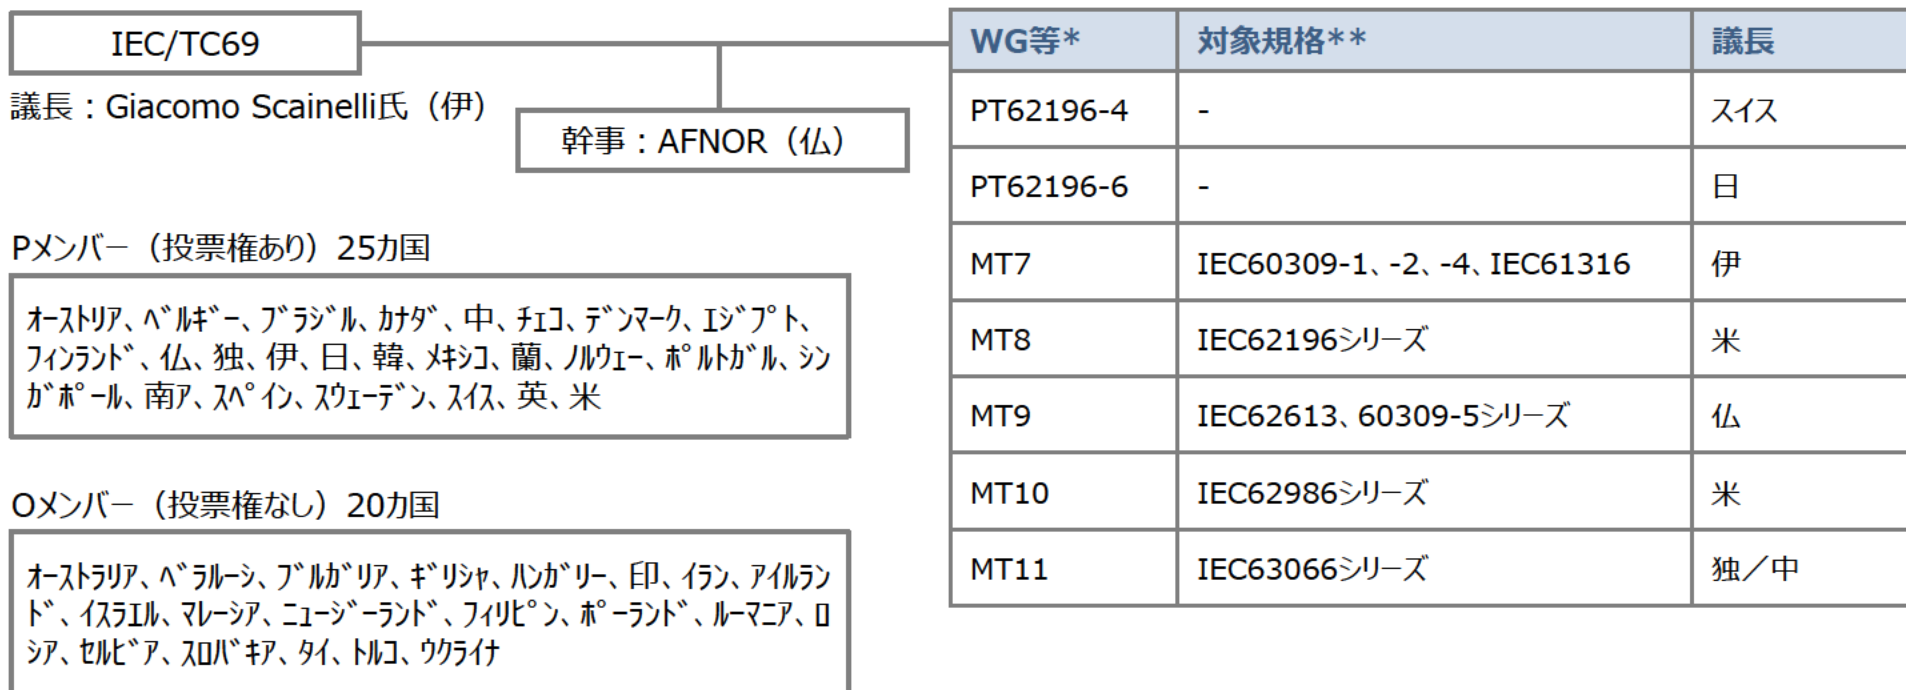 IEC/TC69
議長：Giacomo Scainelli氏（伊）
幹事：AFNOR（仏）
Pメンバー（投票権あり）25ｶ国
ｵｰｽﾄﾘｱ、ﾍﾞﾙｷﾞｰ、ﾌﾞﾗｼﾞﾙ、ｶﾅﾀﾞ、中、ﾁｪｺ、ﾃﾞﾝﾏｰｸ、ｴｼﾞﾌﾟﾄ、
ﾌｨﾝﾗﾝﾄﾞ、仏、独、伊、日、韓、ﾒｷｼｺ、蘭、ﾉﾙｳｪｰ、ﾎﾟﾙﾄｶﾞﾙ、ｼﾝ
ｶﾞﾎﾟｰﾙ、南ｱ、ｽﾍﾟｲﾝ、ｽｳｪｰﾃﾞﾝ、ｽｲｽ、英、米
Oメンバー（投票権なし）20ｶ国
ｵｰｽﾄﾗﾘｱ、ﾍﾞﾗﾙｰｼ、ﾌﾞﾙｶﾞﾘｱ、ｷﾞﾘｼｬ、ﾊﾝｶﾞﾘｰ、印、ｲﾗﾝ、ｱｲﾙﾗﾝ
ﾄﾞ、ｲｽﾗｴﾙ、ﾏﾚｰｼｱ、ﾆｭｰｼﾞｰﾗﾝﾄﾞ、ﾌｨﾘﾋﾟﾝ、ﾎﾟｰﾗﾝﾄﾞ、ﾙｰﾏﾆｱ、ﾛ
ｼｱ、ｾﾙﾋﾞｱ、ｽﾛﾊﾞｷｱ、ﾀｲ、ﾄﾙｺ、ｳｸﾗｲﾅ
WG等* 対象規格** 議長
PT62196-4 - スイス
PT62196-6 - 日
MT7 IEC60309-1、-2、-4、IEC61316 伊
MT8 IEC62196シリーズ 米
MT9 IEC62613、60309-5シリーズ 仏
MT10 IEC62986シリーズ 米
MT11 IEC63066シリーズ 独／中